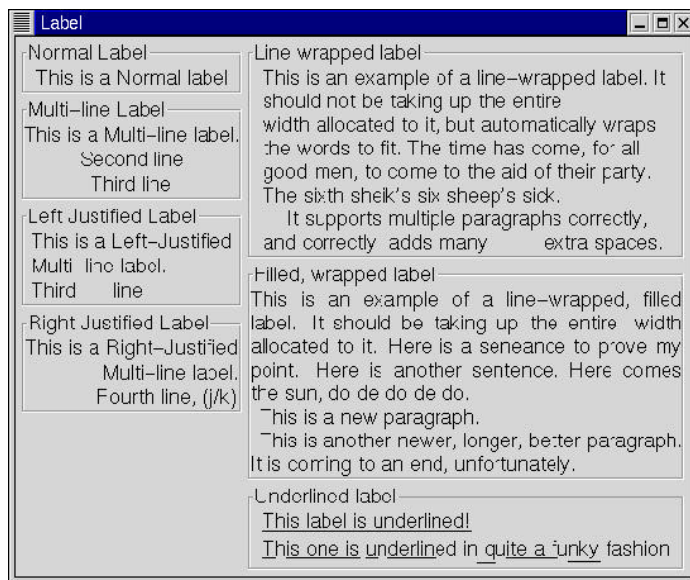 Label
Normal Label
This is a Normal label
Multi-line Label
This is a Multi-line label.
Second line
Third line
Left Justified Label
This is a Left-Justified
Multi line label.
Third line
Right Justified Label
This is a Right-Justified
Multi-line label.
Fourth line, (j/k)
Line wrapped label
This is an example of a line-wrapped label. It
should not be taking up the entire
width allocated to it, but automatically wraps
the words to fit. The time has come, for all
good men, to come to the aid of their party.
The sixth sheik's six sheep's sick.
It supports multiple paragraphs correctly,
and correctly adds many extra spaces.
Filled, wrapped label
This is an example of a line-wrapped, filled
label. It should be taking up the entire width
allocated to it. Here is a seneance to prove my
point. Here is another sentence. Here comes
the sun, do de do de do.
This is a new paragraph.
This is another newer, longer, better paragraph.
It is coming to an end, unfortunately.
Underlined label
This label is underlined!
This one is underlined in quite a funky fashion